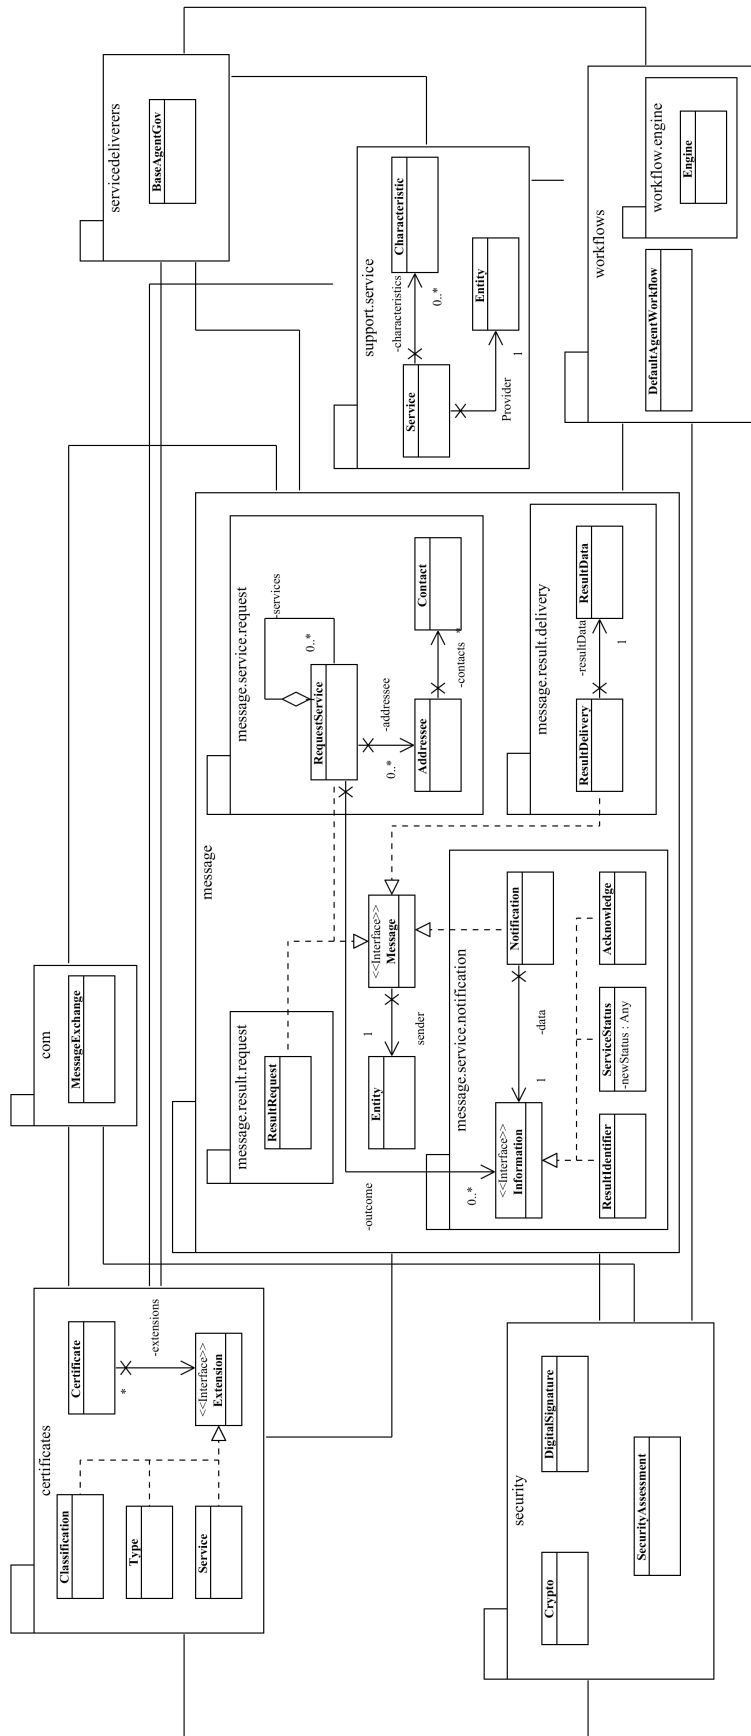 certificates
Classification
Type
Service
Certificate
*
-extensions
<<Interface>>
Extension
com
MessageExchange
servicedeliverers
BaseAgentGov
support.service
Service
-characteristics
0..*
Characteristic
Provider
1
Entity
message
message.result.request
ResultRequest
message.service.request
RequestService
-services
0..*
-addressee
0..*
Addressee
-contacts
*
Contact
<<Interface>>
Message
1
sender
Entity
-outcome
0..*
message.service.notification
<<Interface>>
Information
1
-data
Notification
ResultIdentifier
ServiceStatus
-newStatus : Any
Acknowledge
message.result.delivery
ResultDelivery
-resultData
1
ResultData
security
Crypto
DigitalSignature
SecurityAssessment
workflows
DefaultAgentWorkflow
workflow.engine
Engine